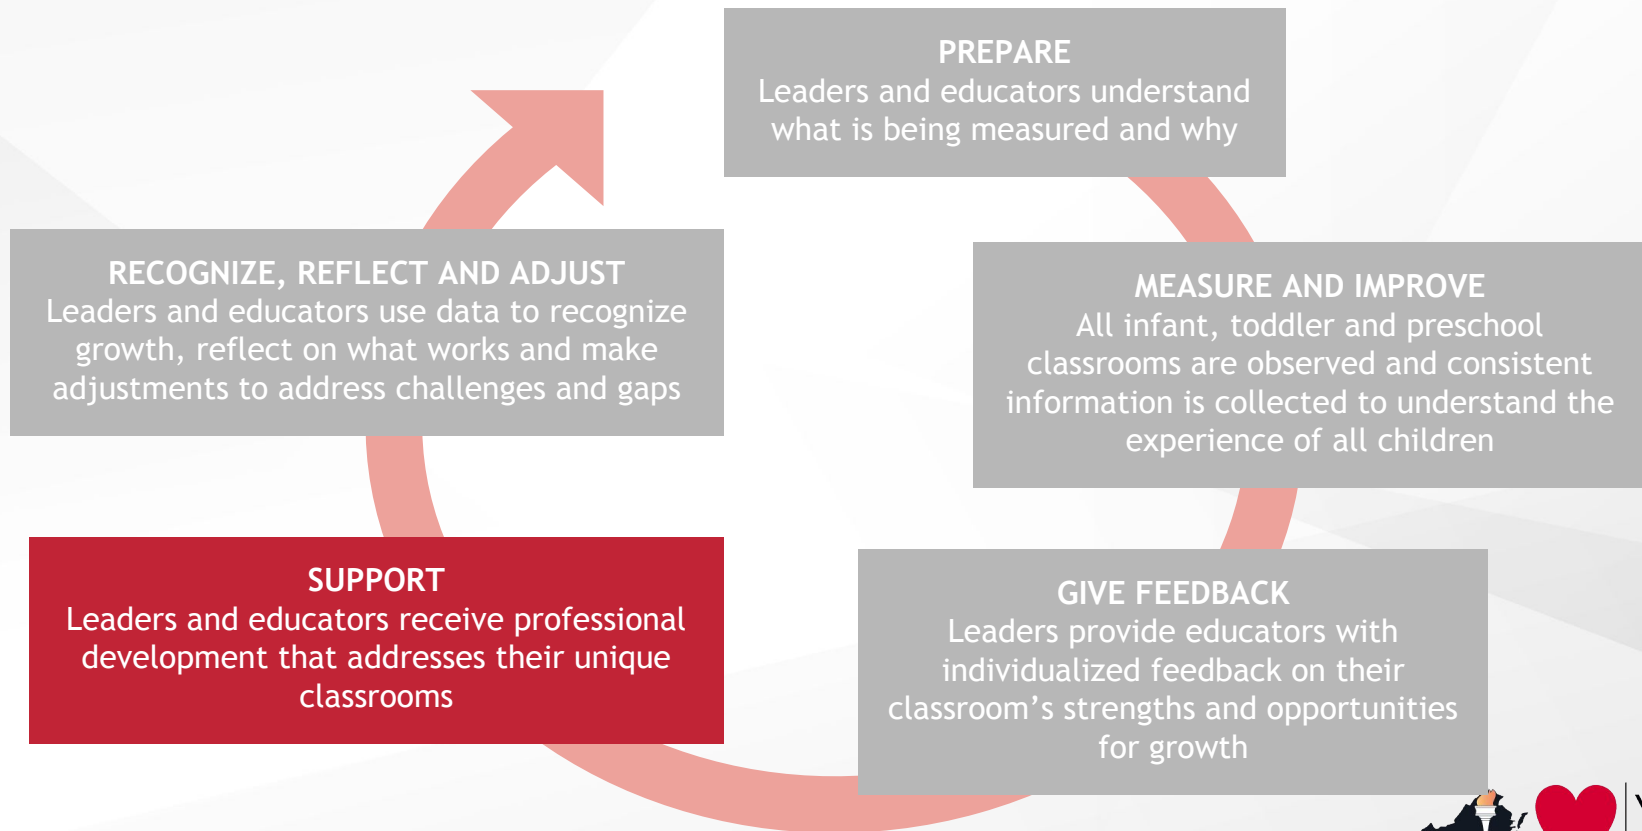 PREPARE
Leaders and educators understand
what is being measured and why
MEASURE AND IMPROVE
All infant, toddler and preschool
classrooms are observed and consistent
information is collected to understand the
experience of all children
GIVE FEEDBACK
Leaders provide educators with
individualized feedback on their
classroom’s strengths and opportunities
for growth
SUPPORT
Leaders and educators receive professional
development that addresses their unique
classrooms
RECOGNIZE, REFLECT AND ADJUST
Leaders and educators use data to recognize
growth, reflect on what works and make
adjustments to address challenges and gaps